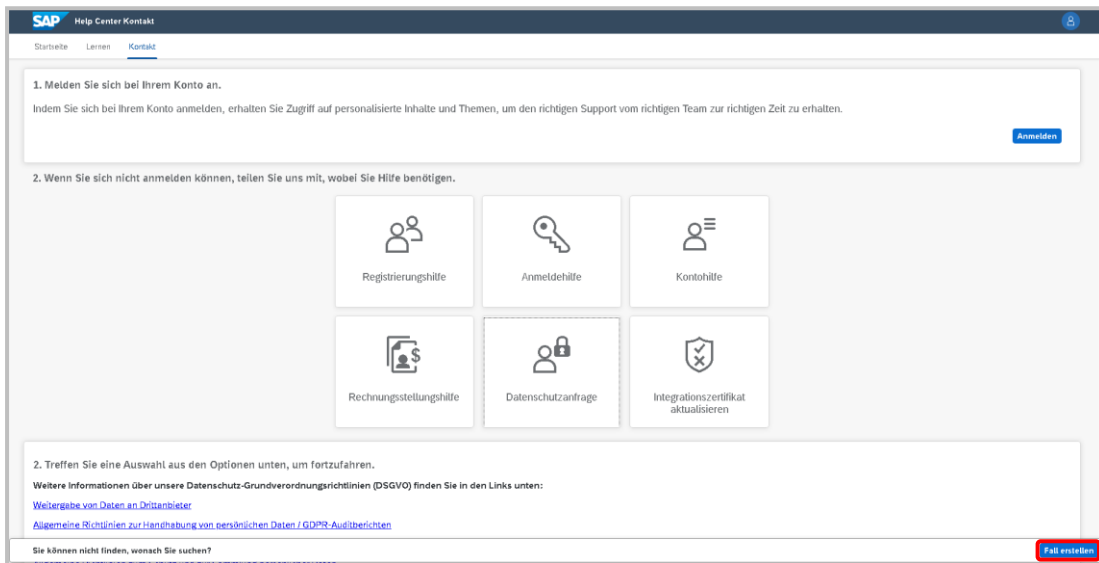 SAP Help Center Kontakt
Startseite Lernen Kontakt
1. Melden Sie sich bei Ihrem Konto an.
Indem Sie sich bei Ihrem Konto anmelden, erhalten Sie Zugriff auf personalisierte Inhalte und Themen, um den richtigen Support vom richtigen Team zur richtigen Zeit zu erhalten.
Anmelden
2. Wenn Sie sich nicht anmelden können, teilen Sie uns mit, wobei Sie Hilfe benötigen.
Registrierungshilfe
Anmeldehilfe
Kontohilfe
Rechnungsstellungshilfe
Datenschutzanfrage
Integrationszertifikat
aktualisieren
2. Treffen Sie eine Auswahl aus den Optionen unten, um fortzufahren.
Weitere Informationen über unsere Datenschutz-Grundverordnungsrichtlinien (DSGVO) finden Sie in den Links unten:
Weitergabe von Daten an Drittanbieter
Allgemeine Richtlinien zur Handhabung von persönlichen Daten / GDPR-Auditberichten
Sie können nicht finden, wonach Sie suchen?
Fall erstellen